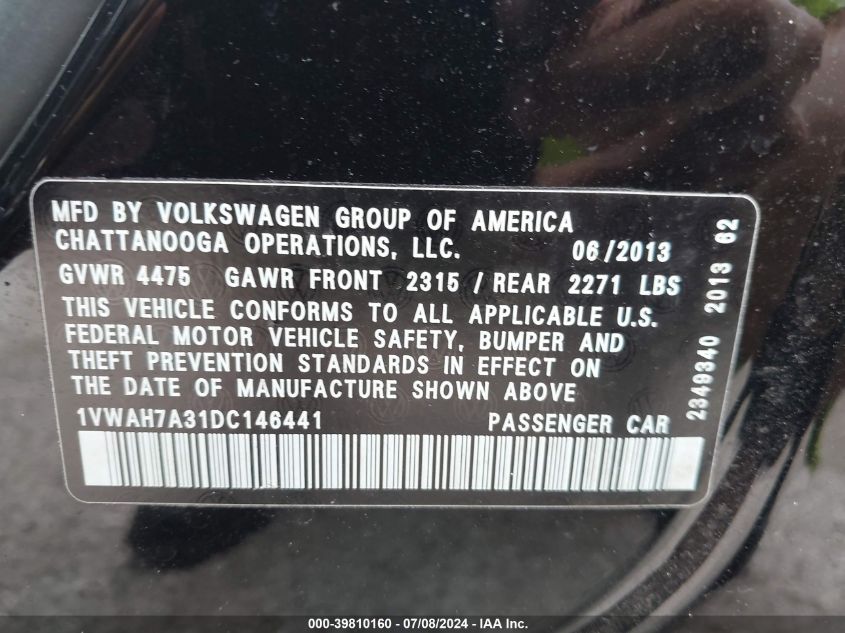 MFD BY VOLKSWAGEN GROUP OF AMERICA
CHATTANOOGA OPERATIONS, LLC. 06/2013
GVWR 4475 GAWR FRONT 2315 / REAR 2271 LBS
THIS VEHICLE CONFORMS TO ALL APPLICABLE U.S.
FEDERAL MOTOR VEHICLE SAFETY, BUMPER AND
THEFT PREVENTION STANDARDS IN EFFECT ON
THE DATE OF MANUFACTURE SHOWN ABOVE
1VWAH7A31DC146441 PASSENGER CAR
2349340 2013 62
000-39810160 - 07/08/2024 - IAA Inc.